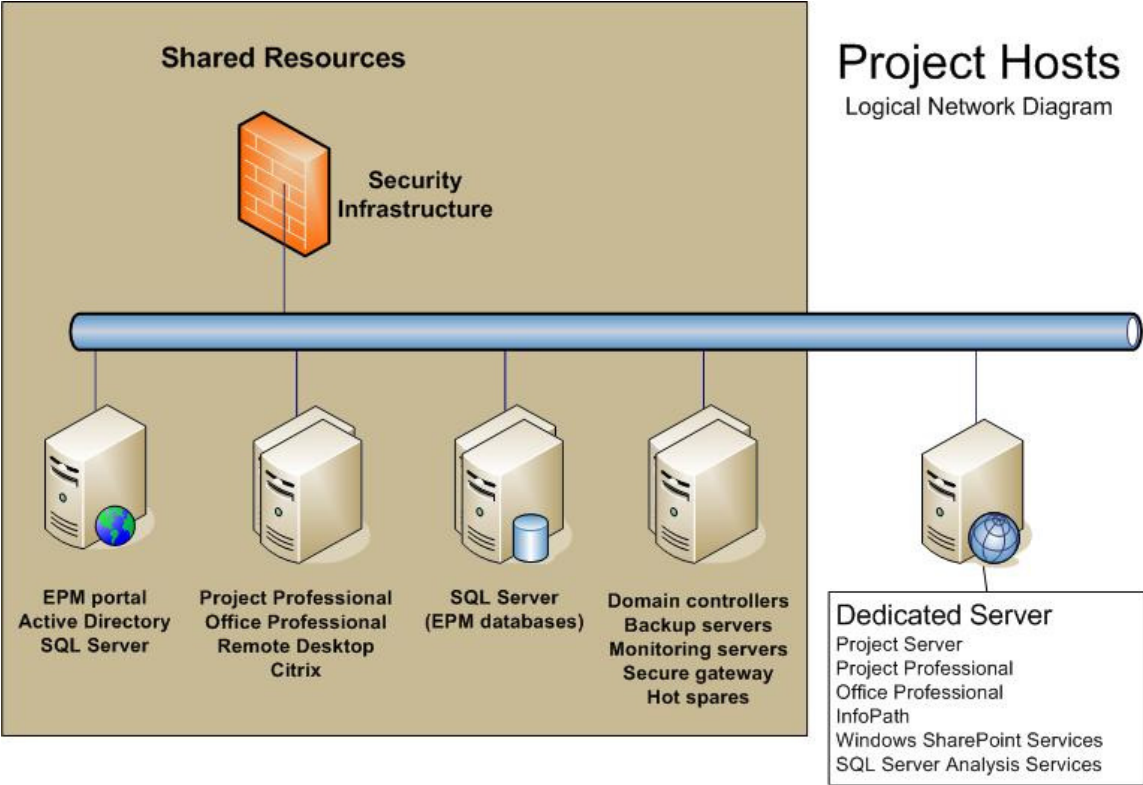 Shared Resources
Project Hosts
Logical Network Diagram
Security
Infrastructure
EPM portal
Active Directory
SQL Server
Project Professional
Office Professional
Remote Desktop
Citrix
SQL Server
(EPM databases)
Domain controllers
Backup servers
Monitoring servers
Secure gateway
Hot spares
Dedicated Server
Project Server
Project Professional
Office Professional
InfoPath
Windows SharePoint Services
SQL Server Analysis Services